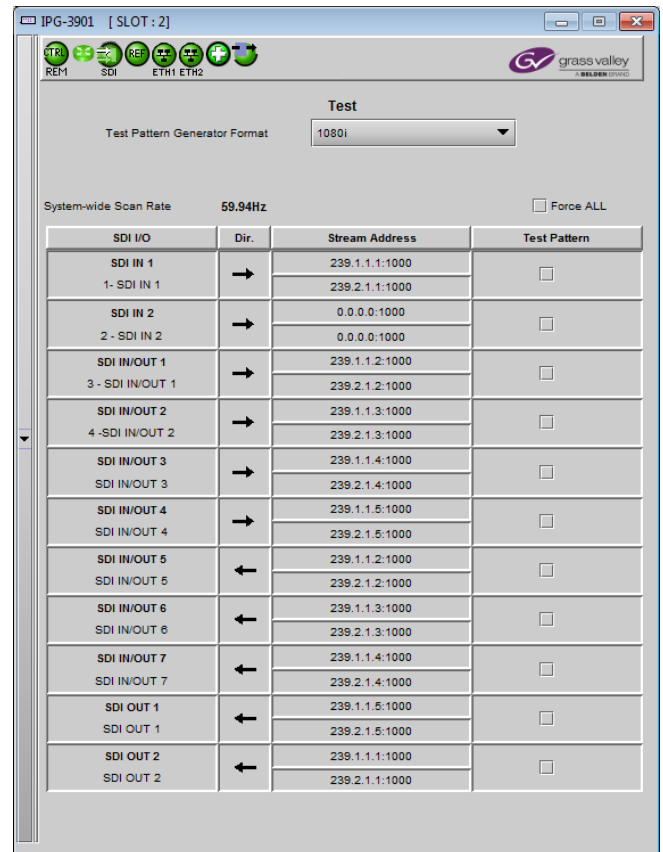 IPG-3901 [ SLOT : 2]
CTRL REF
REM SDI ETH1 ETH2
GV grass valley
A BELDEN BRAND
Test
Test Pattern Generator Format 1080i
System-wide Scan Rate 59.94Hz Force ALL
SDI I/O Dir. Stream Address Test Pattern
SDI IN 1 239.1.1.1:1000
1- SDI IN 1 239.2.1.1:1000
SDI IN 2 0.0.0.0:1000
2 - SDI IN 2 0.0.0.0:1000
SDI IN/OUT 1 239.1.1.2:1000
3 - SDI IN/OUT 1 239.2.1.2:1000
SDI IN/OUT 2 239.1.1.3:1000
4 -SDI IN/OUT 2 239.2.1.3:1000
SDI IN/OUT 3 239.1.1.4:1000
SDI IN/OUT 3 239.2.1.4:1000
SDI IN/OUT 4 239.1.1.5:1000
SDI IN/OUT 4 239.2.1.5:1000
SDI IN/OUT 5 239.1.1.2:1000
SDI IN/OUT 5 239.2.1.2:1000
SDI IN/OUT 6 239.1.1.3:1000
SDI IN/OUT 6 239.2.1.3:1000
SDI IN/OUT 7 239.1.1.4:1000
SDI IN/OUT 7 239.2.1.4:1000
SDI OUT 1 239.1.1.5:1000
SDI OUT 1 239.2.1.5:1000
SDI OUT 2 239.1.1.1:1000
SDI OUT 2 239.2.1.1:1000